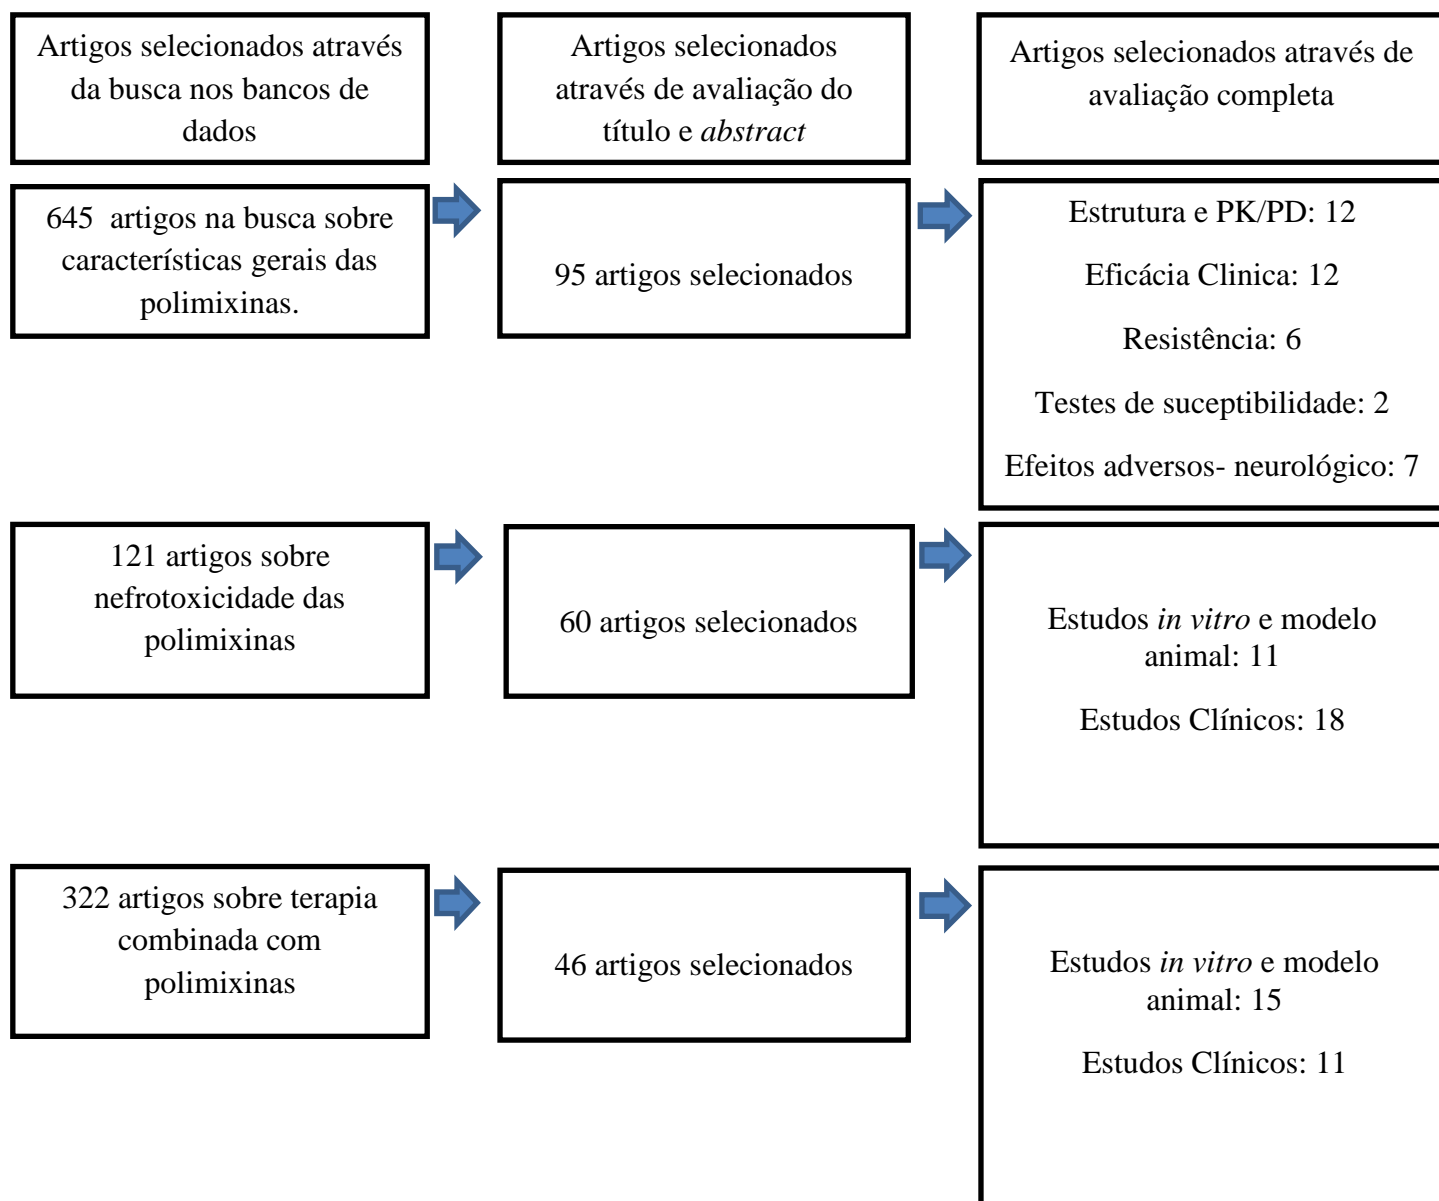 Artigos selecionados através
da busca nos bancos de
dados
Artigos selecionados
através de avaliação do
título e abstract
Artigos selecionados através de
avaliação completa
645 artigos na busca sobre
características gerais das
polimixinas.
95 artigos selecionados
Estrutura e PK/PD: 12
Eficácia Clinica: 12
Resistência: 6
Testes de suceptibilidade: 2
Efeitos adversos- neurológico: 7
121 artigos sobre
nefrotoxicidade das
polimixinas
60 artigos selecionados
Estudos in vitro e modelo
animal: 11
Estudos Clínicos: 18
322 artigos sobre terapia
combinada com
polimixinas
46 artigos selecionados
Estudos in vitro e modelo
animal: 15
Estudos Clínicos: 11